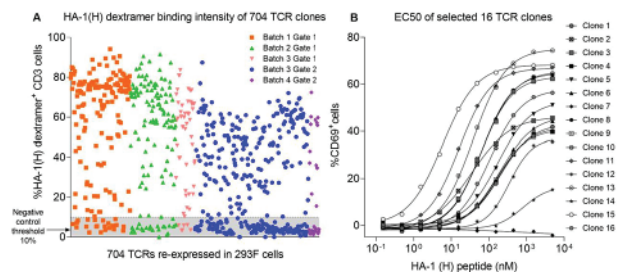 A HA-1(H) dextramer binding intensity of 704 TCR clones
%HA-1(H) dextramer⁺ CD3 cells
100
80
60
40
20
0
Batch 1 Gate 1
Batch 2 Gate 1
Batch 3 Gate 1
Batch 3 Gate 2
Batch 4 Gate 2
Negative
control
threshold
10%
704 TCRs re-expressed in 293F cells
B EC50 of selected 16 TCR clones
%CD69⁺cells
80
60
40
20
0
10⁻¹ 10⁰ 10¹ 10² 10³ 10⁴
HA-1 (H) peptide (nM)
Clone 1
Clone 2
Clone 3
Clone 4
Clone 5
Clone 6
Clone 7
Clone 8
Clone 9
Clone 10
Clone 11
Clone 12
Clone 13
Clone 14
Clone 15
Clone 16